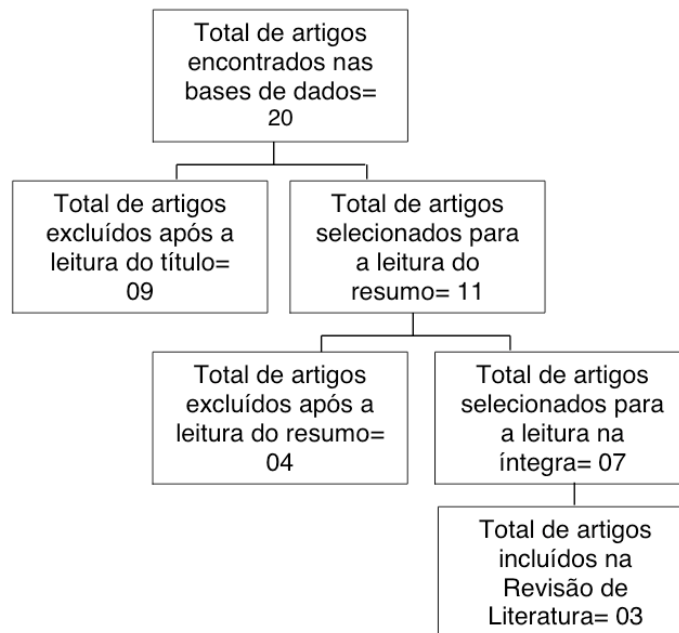 Total de artigos
encontrados nas
bases de dados=
20
Total de artigos
excluídos após a
leitura do título=
09
Total de artigos
selecionados para
a leitura do
resumo= 11
Total de artigos
excluídos após a
leitura do resumo=
04
Total de artigos
selecionados para
a leitura na
íntegra= 07
Total de artigos
incluídos na
Revisão de
Literatura= 03